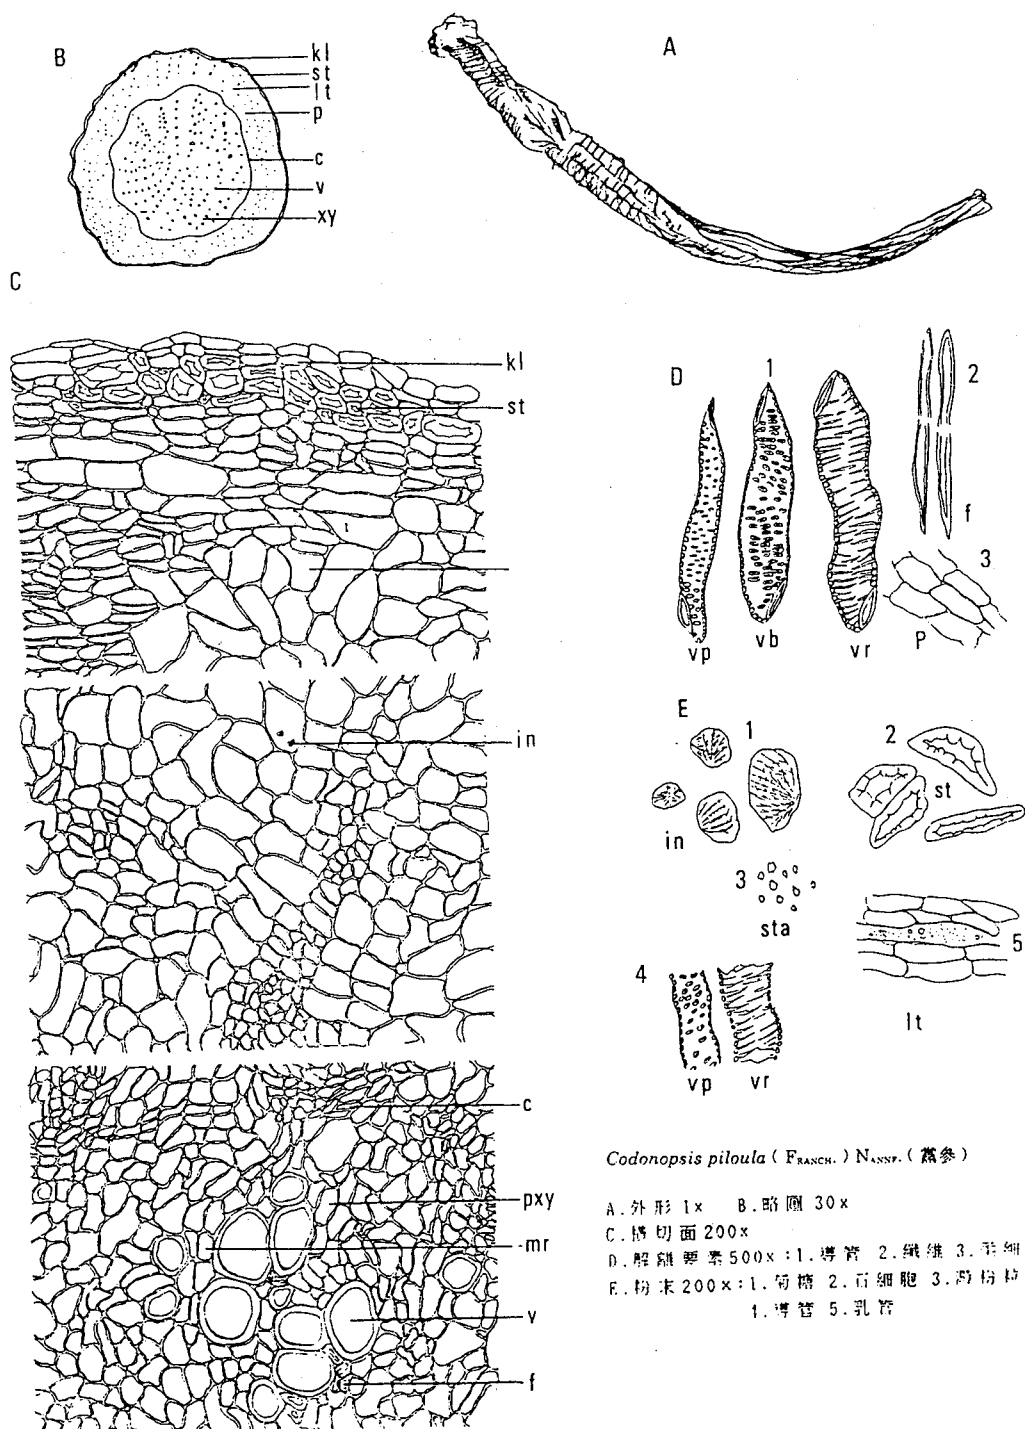 A
B
kl
st
lt
p
c
v
xy
C
kl
st
in
c
pxy
mr
v
f
D
1
2
f
3
vp
vb
vr
P
E
1
2
st
in
3
sta
5
4
lt
vp
vr
Codonopsis piloula ( FRANCH. ) NANNF. ( 黨參 )
A.外形 1x B.略圖 30x
C.橫切面 200x
D.解離要素 500x : 1.導管 2.纖維 3.
E.粉末 200x : 1.菊糖 2.石細胞 3.澱粉粒
4.導管 5.乳管